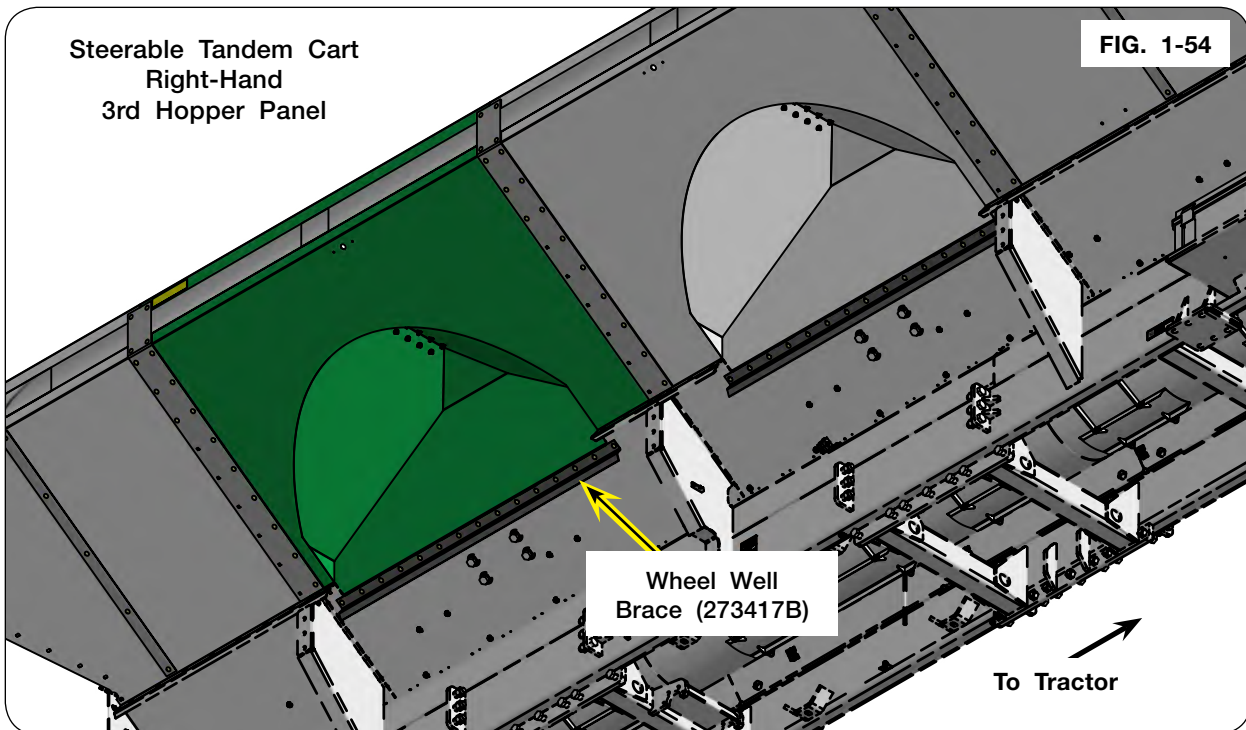 Steerable Tandem Cart
Right-Hand
3rd Hopper Panel
FIG. 1-54
Wheel Well
Brace (273417B)
To Tractor